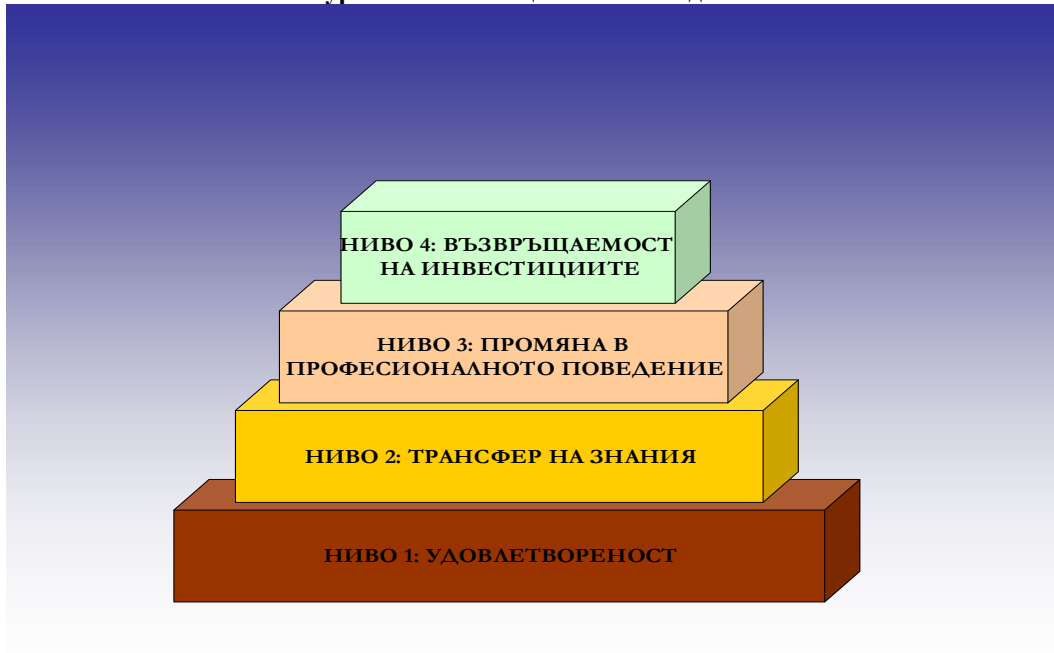 НИВО 4: ВЪЗВРЪЩАЕМОСТ
НА ИНВЕСТИЦИИТЕ
НИВО 3: ПРОМЯНА В
ПРОФЕСИОНАЛНОТО ПОВЕДЕНИЕ
НИВО 2: ТРАНСФЕР НА ЗНАНИЯ
НИВО 1: УДОВЛЕТВОРЕНОСТ